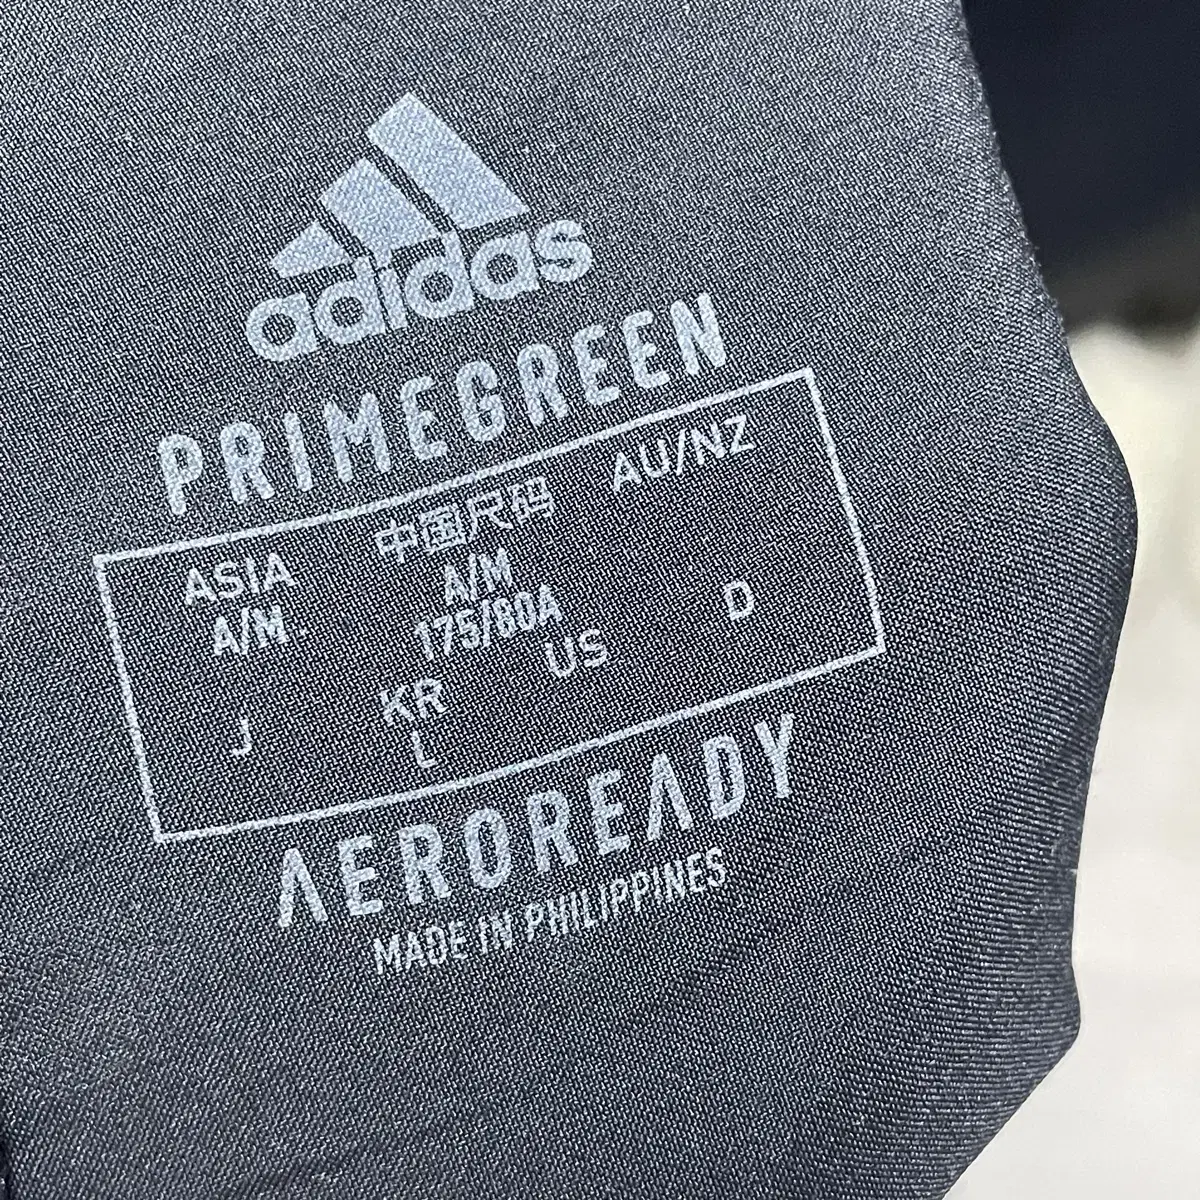 adidas
PRIMEGREEN
ASIA 中国尺码 AU/NZ
A/M A/M
175/80A D
J KR US
L
AEROREADY
MADE IN PHILIPPINES